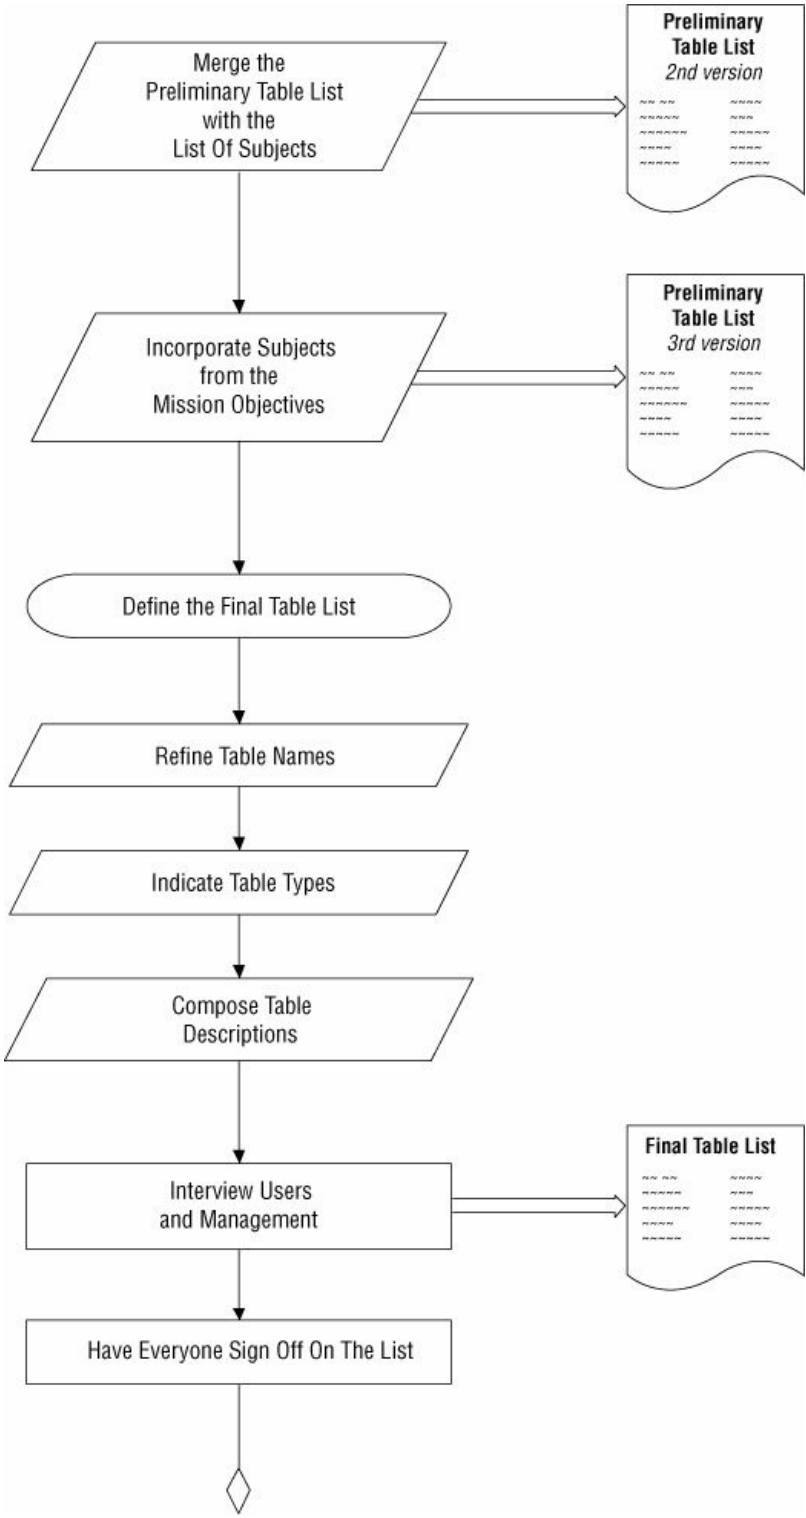 Merge the
Preliminary Table List
with the
List Of Subjects
Preliminary
Table List
2nd version
Incorporate Subjects
from the
Mission Objectives
Preliminary
Table List
3rd version
Define the Final Table List
Refine Table Names
Indicate Table Types
Compose Table
Descriptions
Interview Users
and Management
Final Table List
Have Everyone Sign Off On The List